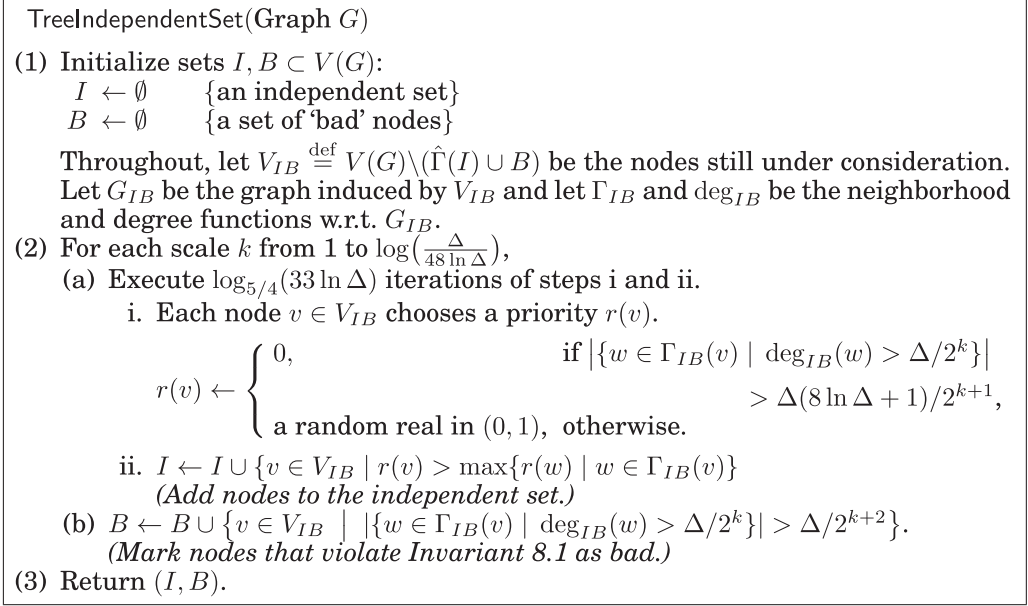 TreeIndependentSet(Graph G)
(1) Initialize sets I, B ⊂ V(G):
I ← ∅ {an independent set}
B ← ∅ {a set of ‘bad’ nodes}
Throughout, let V_{IB} \stackrel{def}{=} V(G)\(Γ̂(I) ∪ B) be the nodes still under consideration.
Let G_{IB} be the graph induced by V_{IB} and let Γ_{IB} and deg_{IB} be the neighborhood
and degree functions w.r.t. G_{IB}.
(2) For each scale k from 1 to log(\frac{Δ}{48 ln Δ}),
(a) Execute log_{5/4}(33 ln Δ) iterations of steps i and ii.
i. Each node v ∈ V_{IB} chooses a priority r(v).
r(v) ← { 0, if |{w ∈ Γ_{IB}(v) | deg_{IB}(w) > Δ/2^k}|
> Δ(8 ln Δ + 1)/2^{k+1},
a random real in (0, 1), otherwise.
ii. I ← I ∪ {v ∈ V_{IB} | r(v) > max{r(w) | w ∈ Γ_{IB}(v)}
(Add nodes to the independent set.)
(b) B ← B ∪ {v ∈ V_{IB} | |{w ∈ Γ_{IB}(v) | deg_{IB}(w) > Δ/2^k}| > Δ/2^{k+2}}.
(Mark nodes that violate Invariant 8.1 as bad.)
(3) Return (I, B).